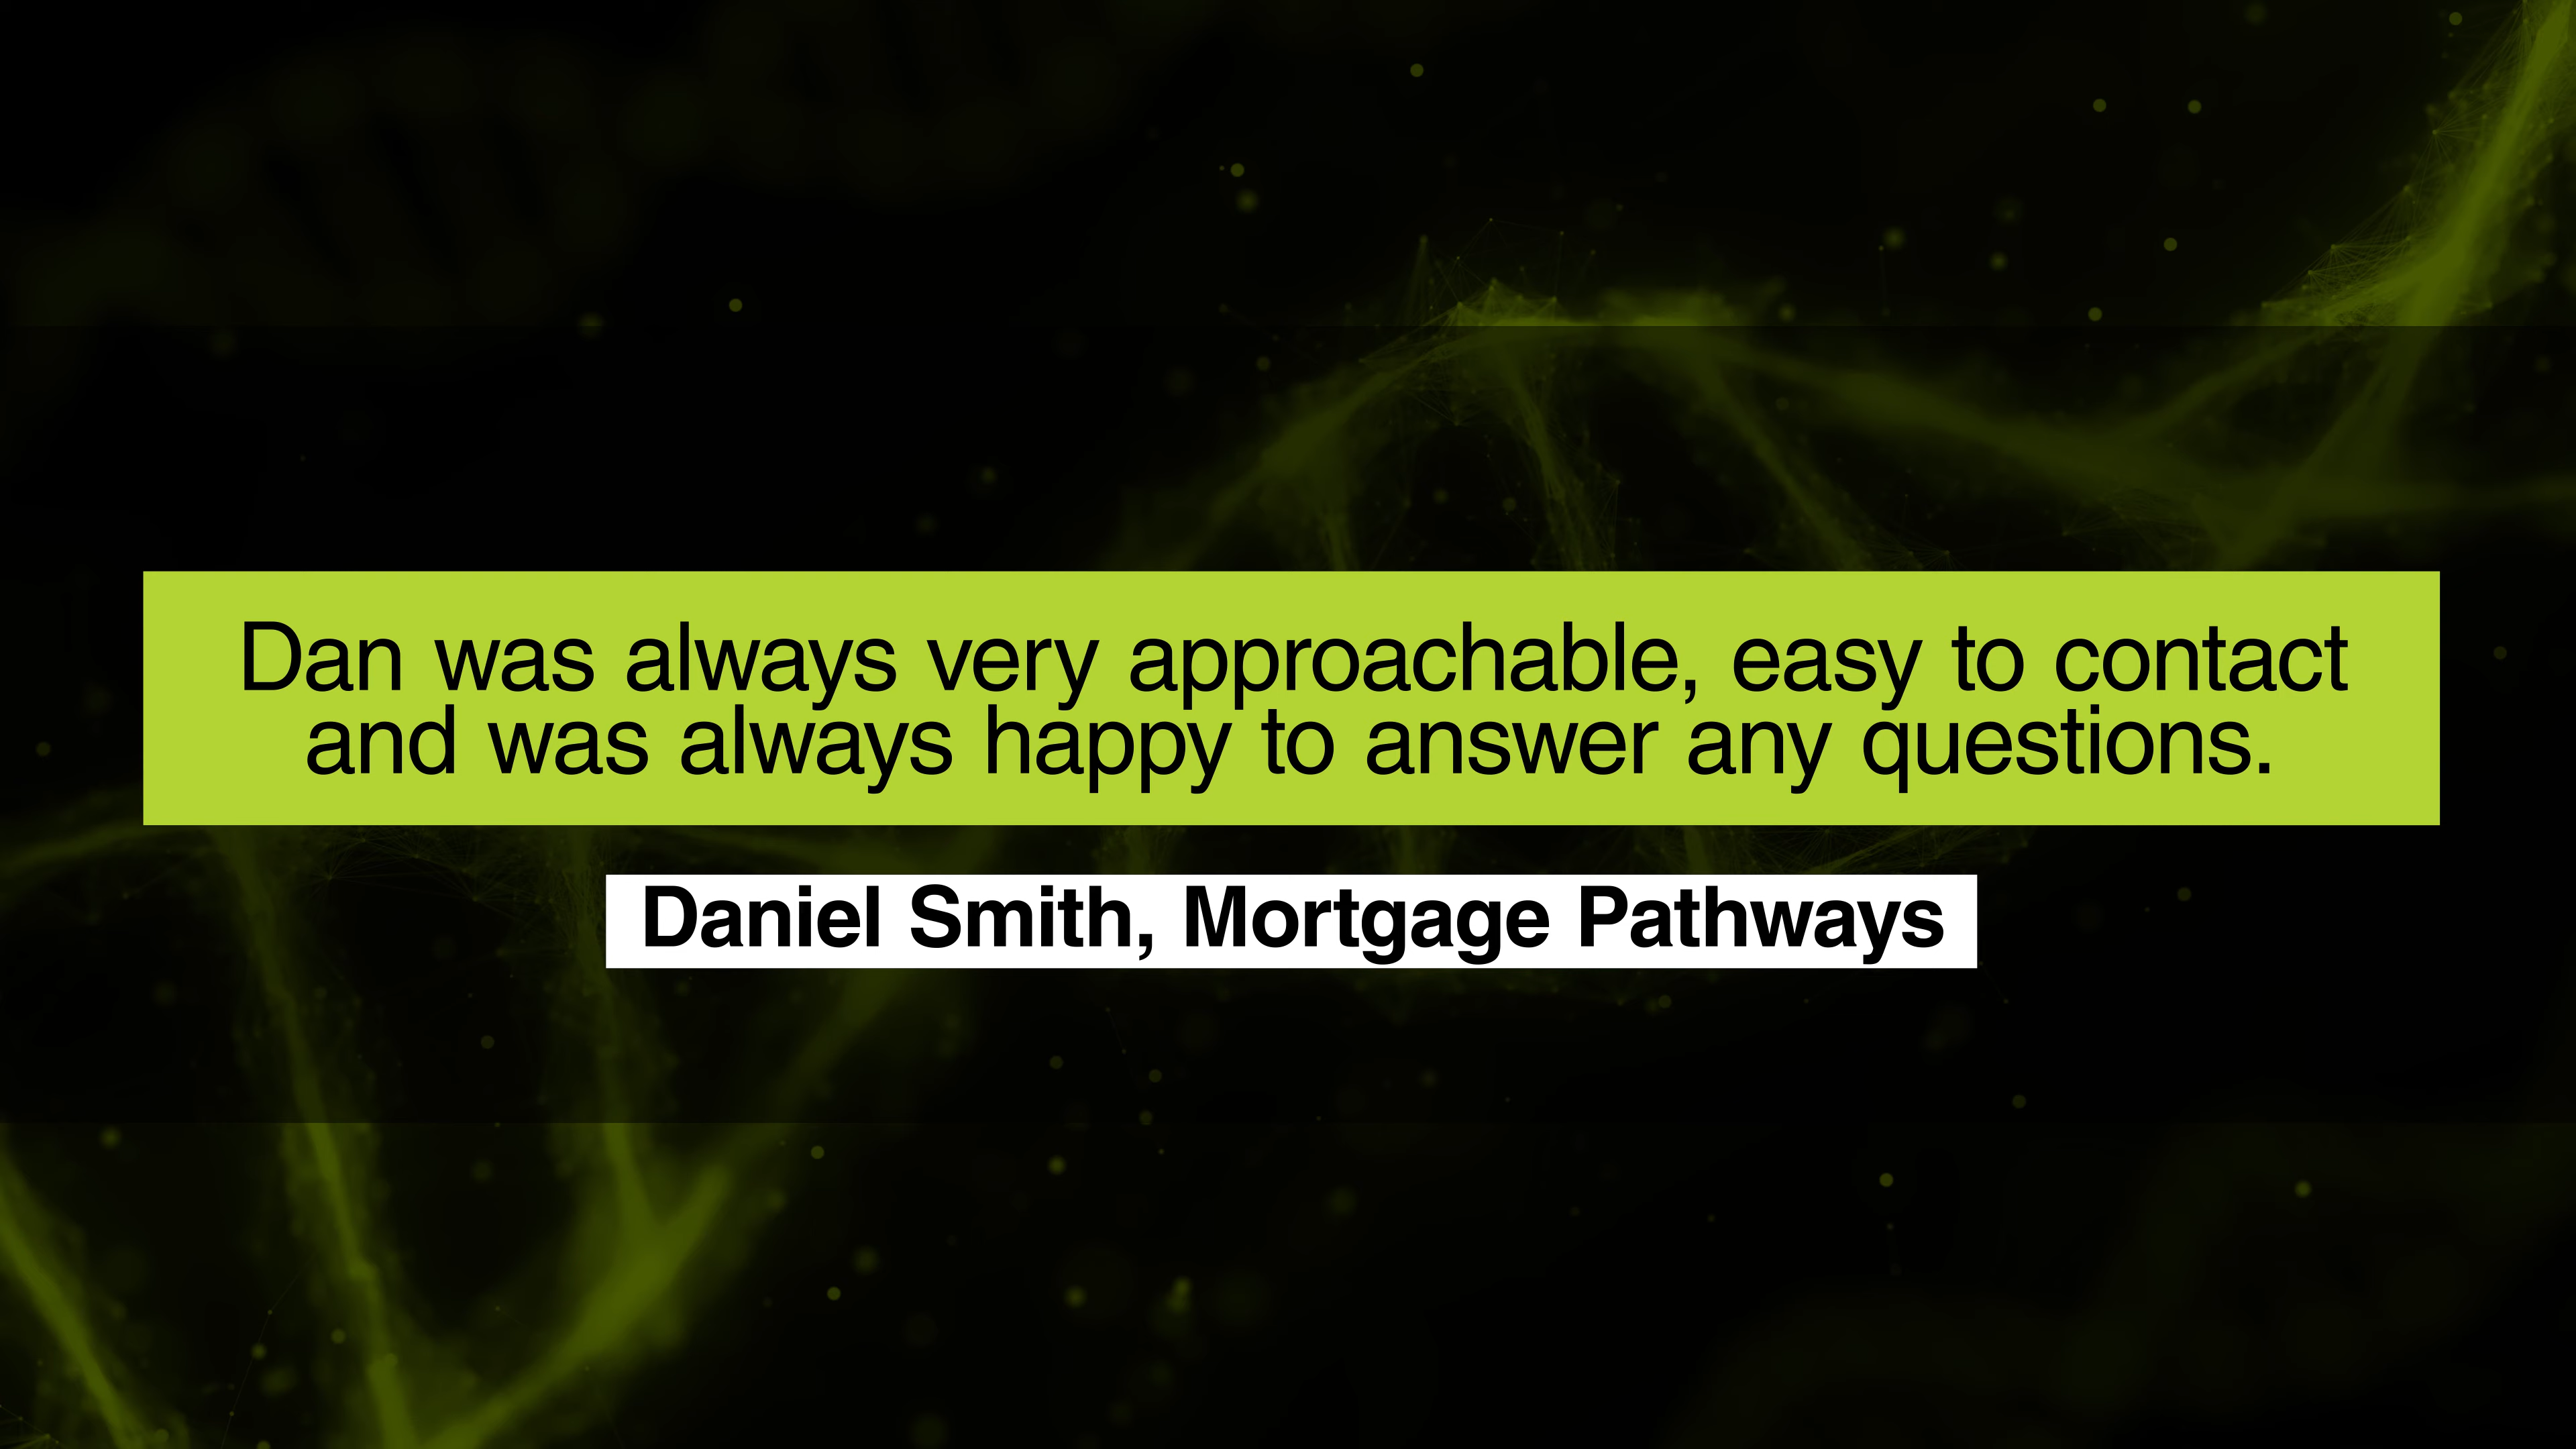 Dan was always very approachable, easy to contact
and was always happy to answer any questions.
Daniel Smith, Mortgage Pathways